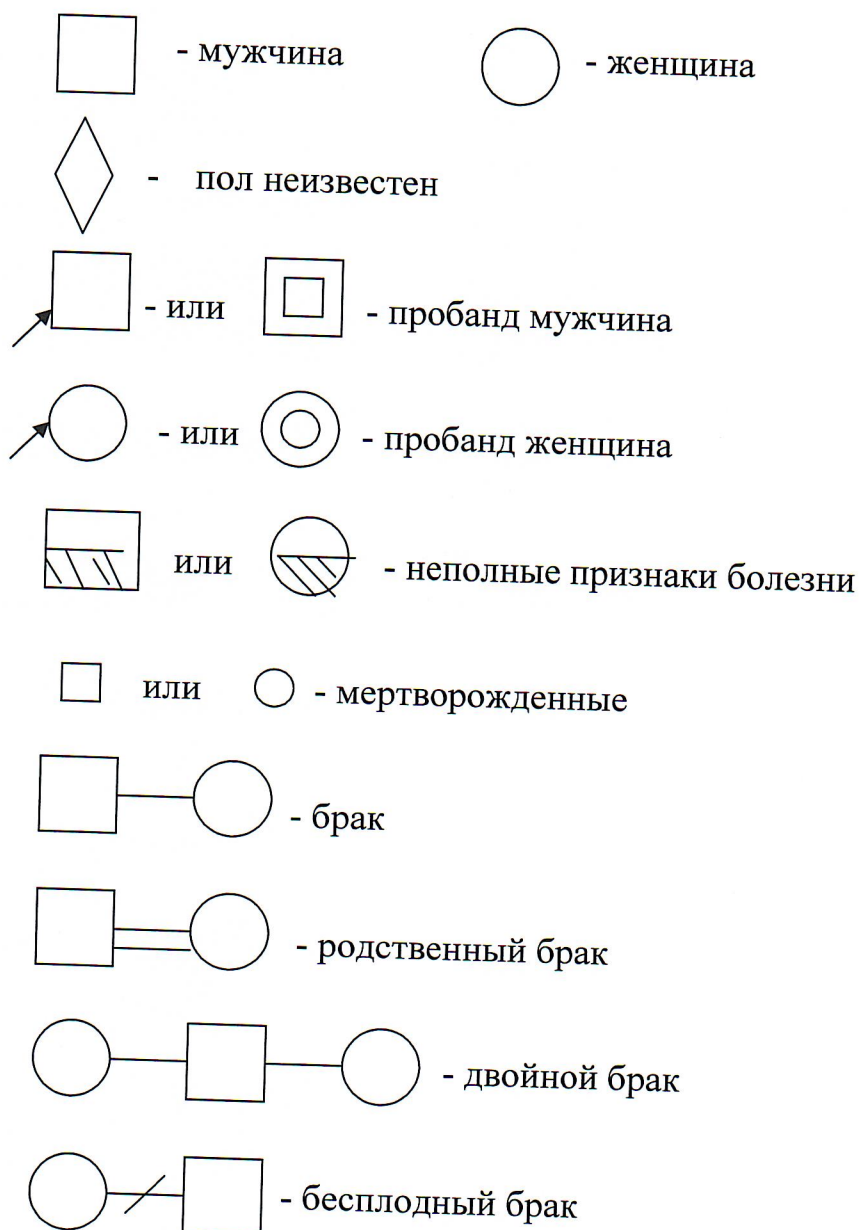 - мужчина - женщина
- пол неизвестен
- или - пробанд мужчина
- или - пробанд женщина
или - неполные признаки болезни
или - мертворожденные
- брак
- родственный брак
- двойной брак
- бесплодный брак